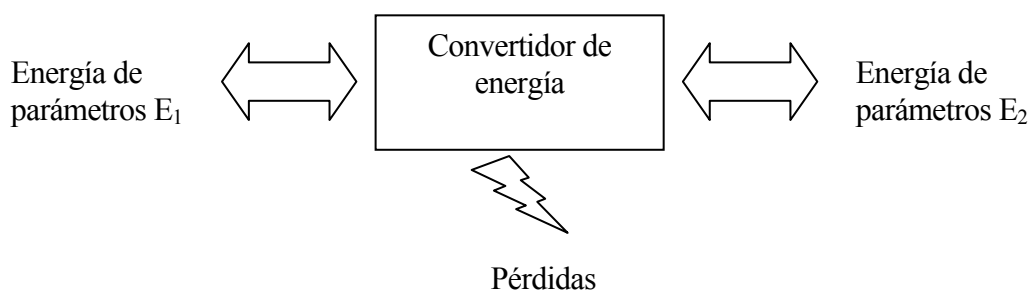 Energía de
parámetros E₁
Convertidor de
energía
Energía de
parámetros E₂
Pérdidas